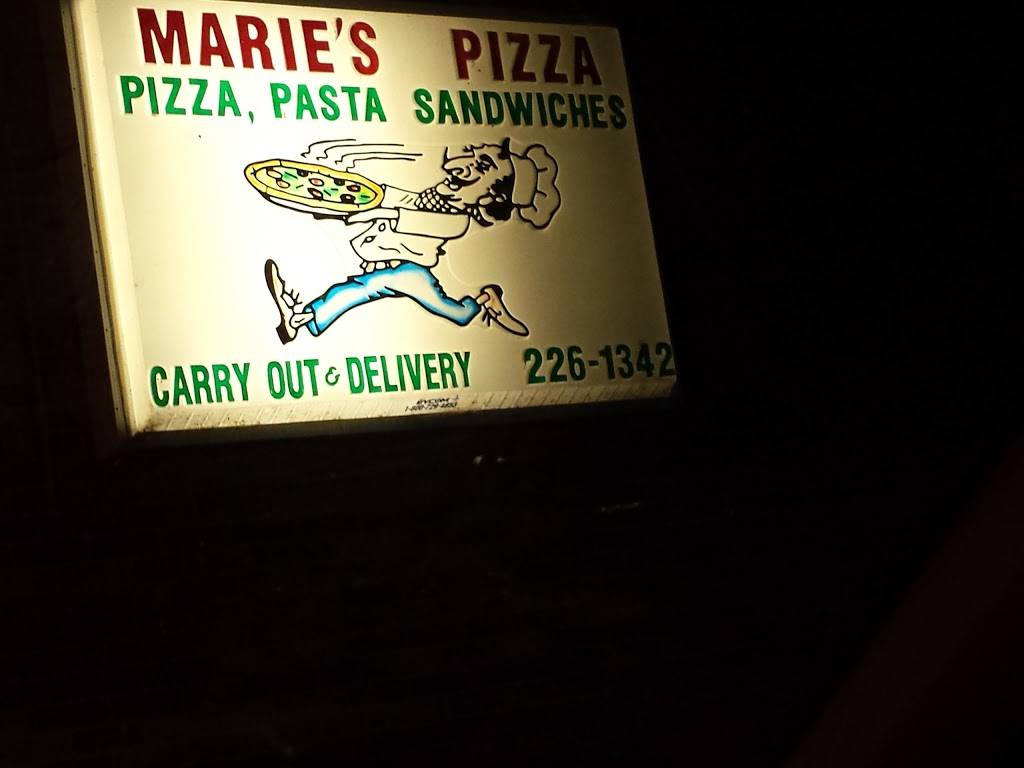 MARIE'S PIZZA
PIZZA, PASTA SANDWICHES
CARRY OUT & DELIVERY 226-1342